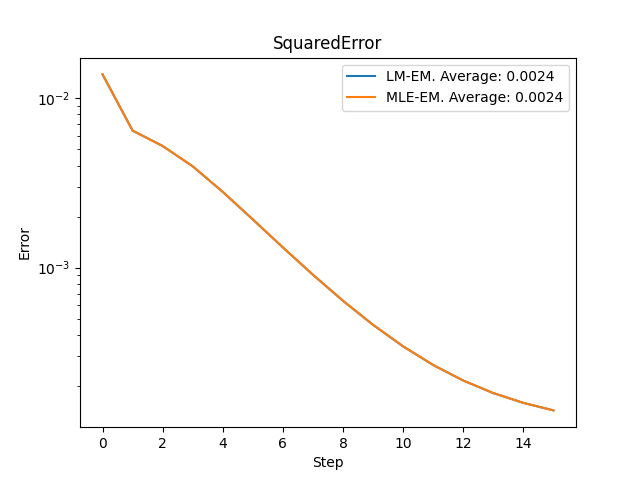 SquaredError
LM-EM. Average: 0.0024
MLE-EM. Average: 0.0024
10⁻²
10⁻³
Error
0 2 4 6 8 10 12 14
Step